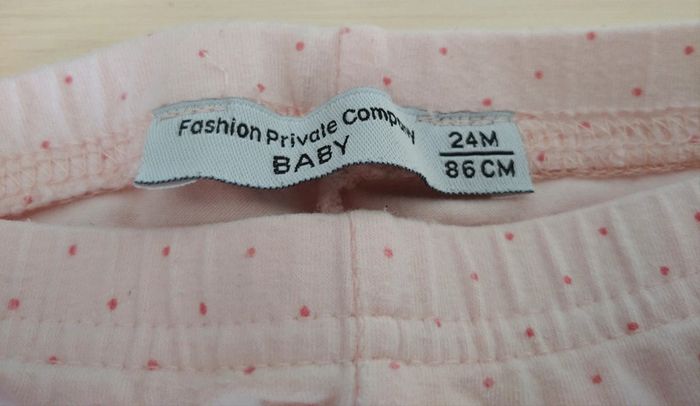 Fashion Private Company
BABY
24M
86 CM